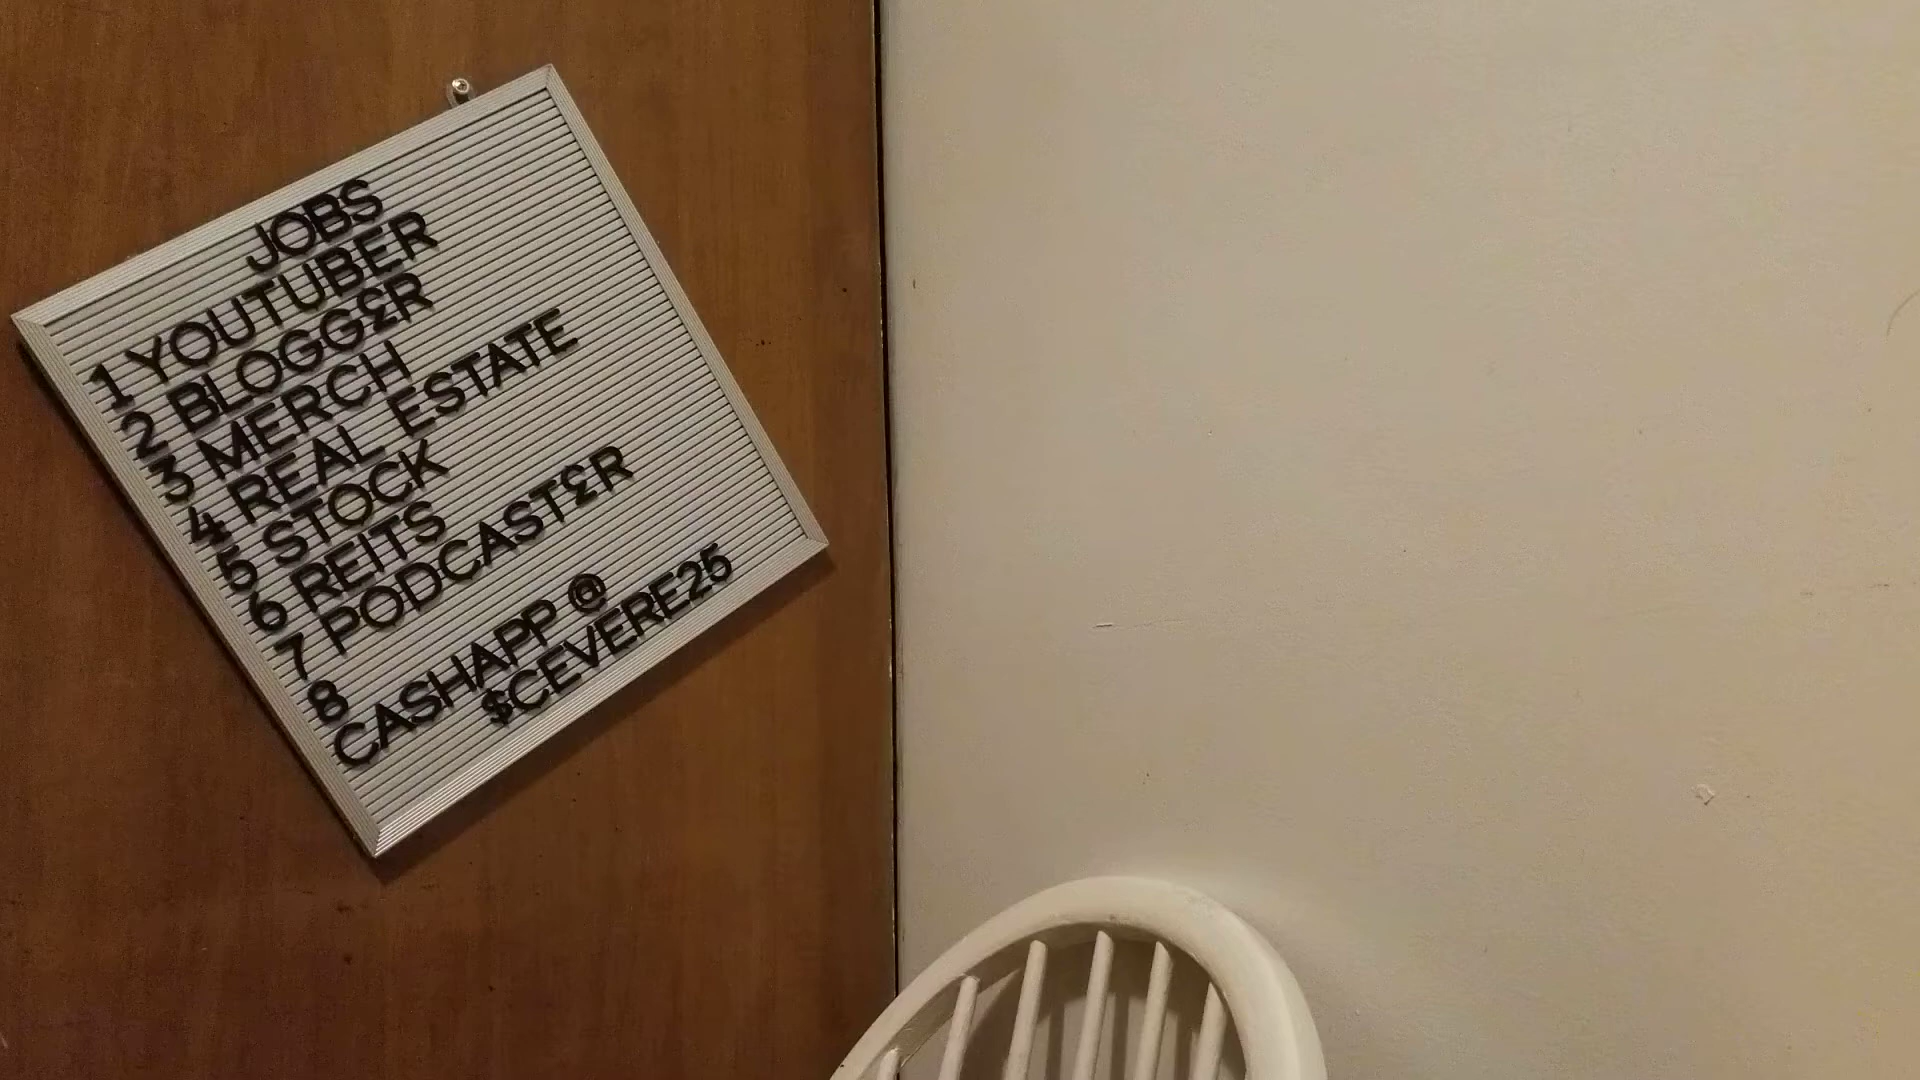 JOBS
1 YOUTUBER
2 BLOGG£R
3 MERCH
4 REAL ESTATE
5 STOCK
6 REITS
7 PODCAST£R
8
CASHAPP @
$CEVERE25